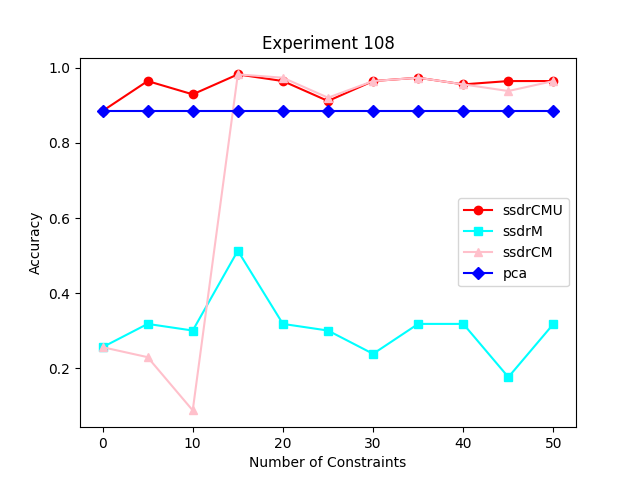 Experiment 108
Accuracy
1.0
0.8
0.6
0.4
0.2
ssdrCMU
ssdrM
ssdrCM
pca
0 10 20 30 40 50
Number of Constraints